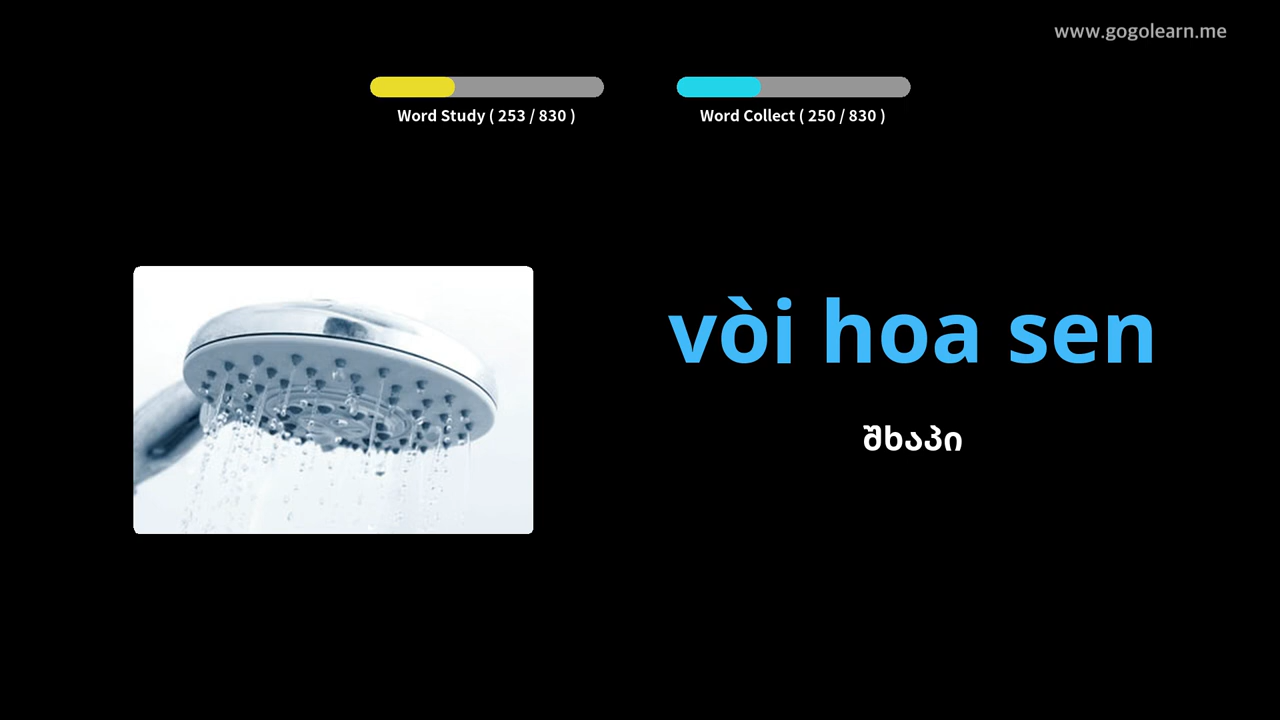 www.gogolearn.me
Word Study ( 253 / 830 )
Word Collect ( 250 / 830 )
vòi hoa sen
შხაპი